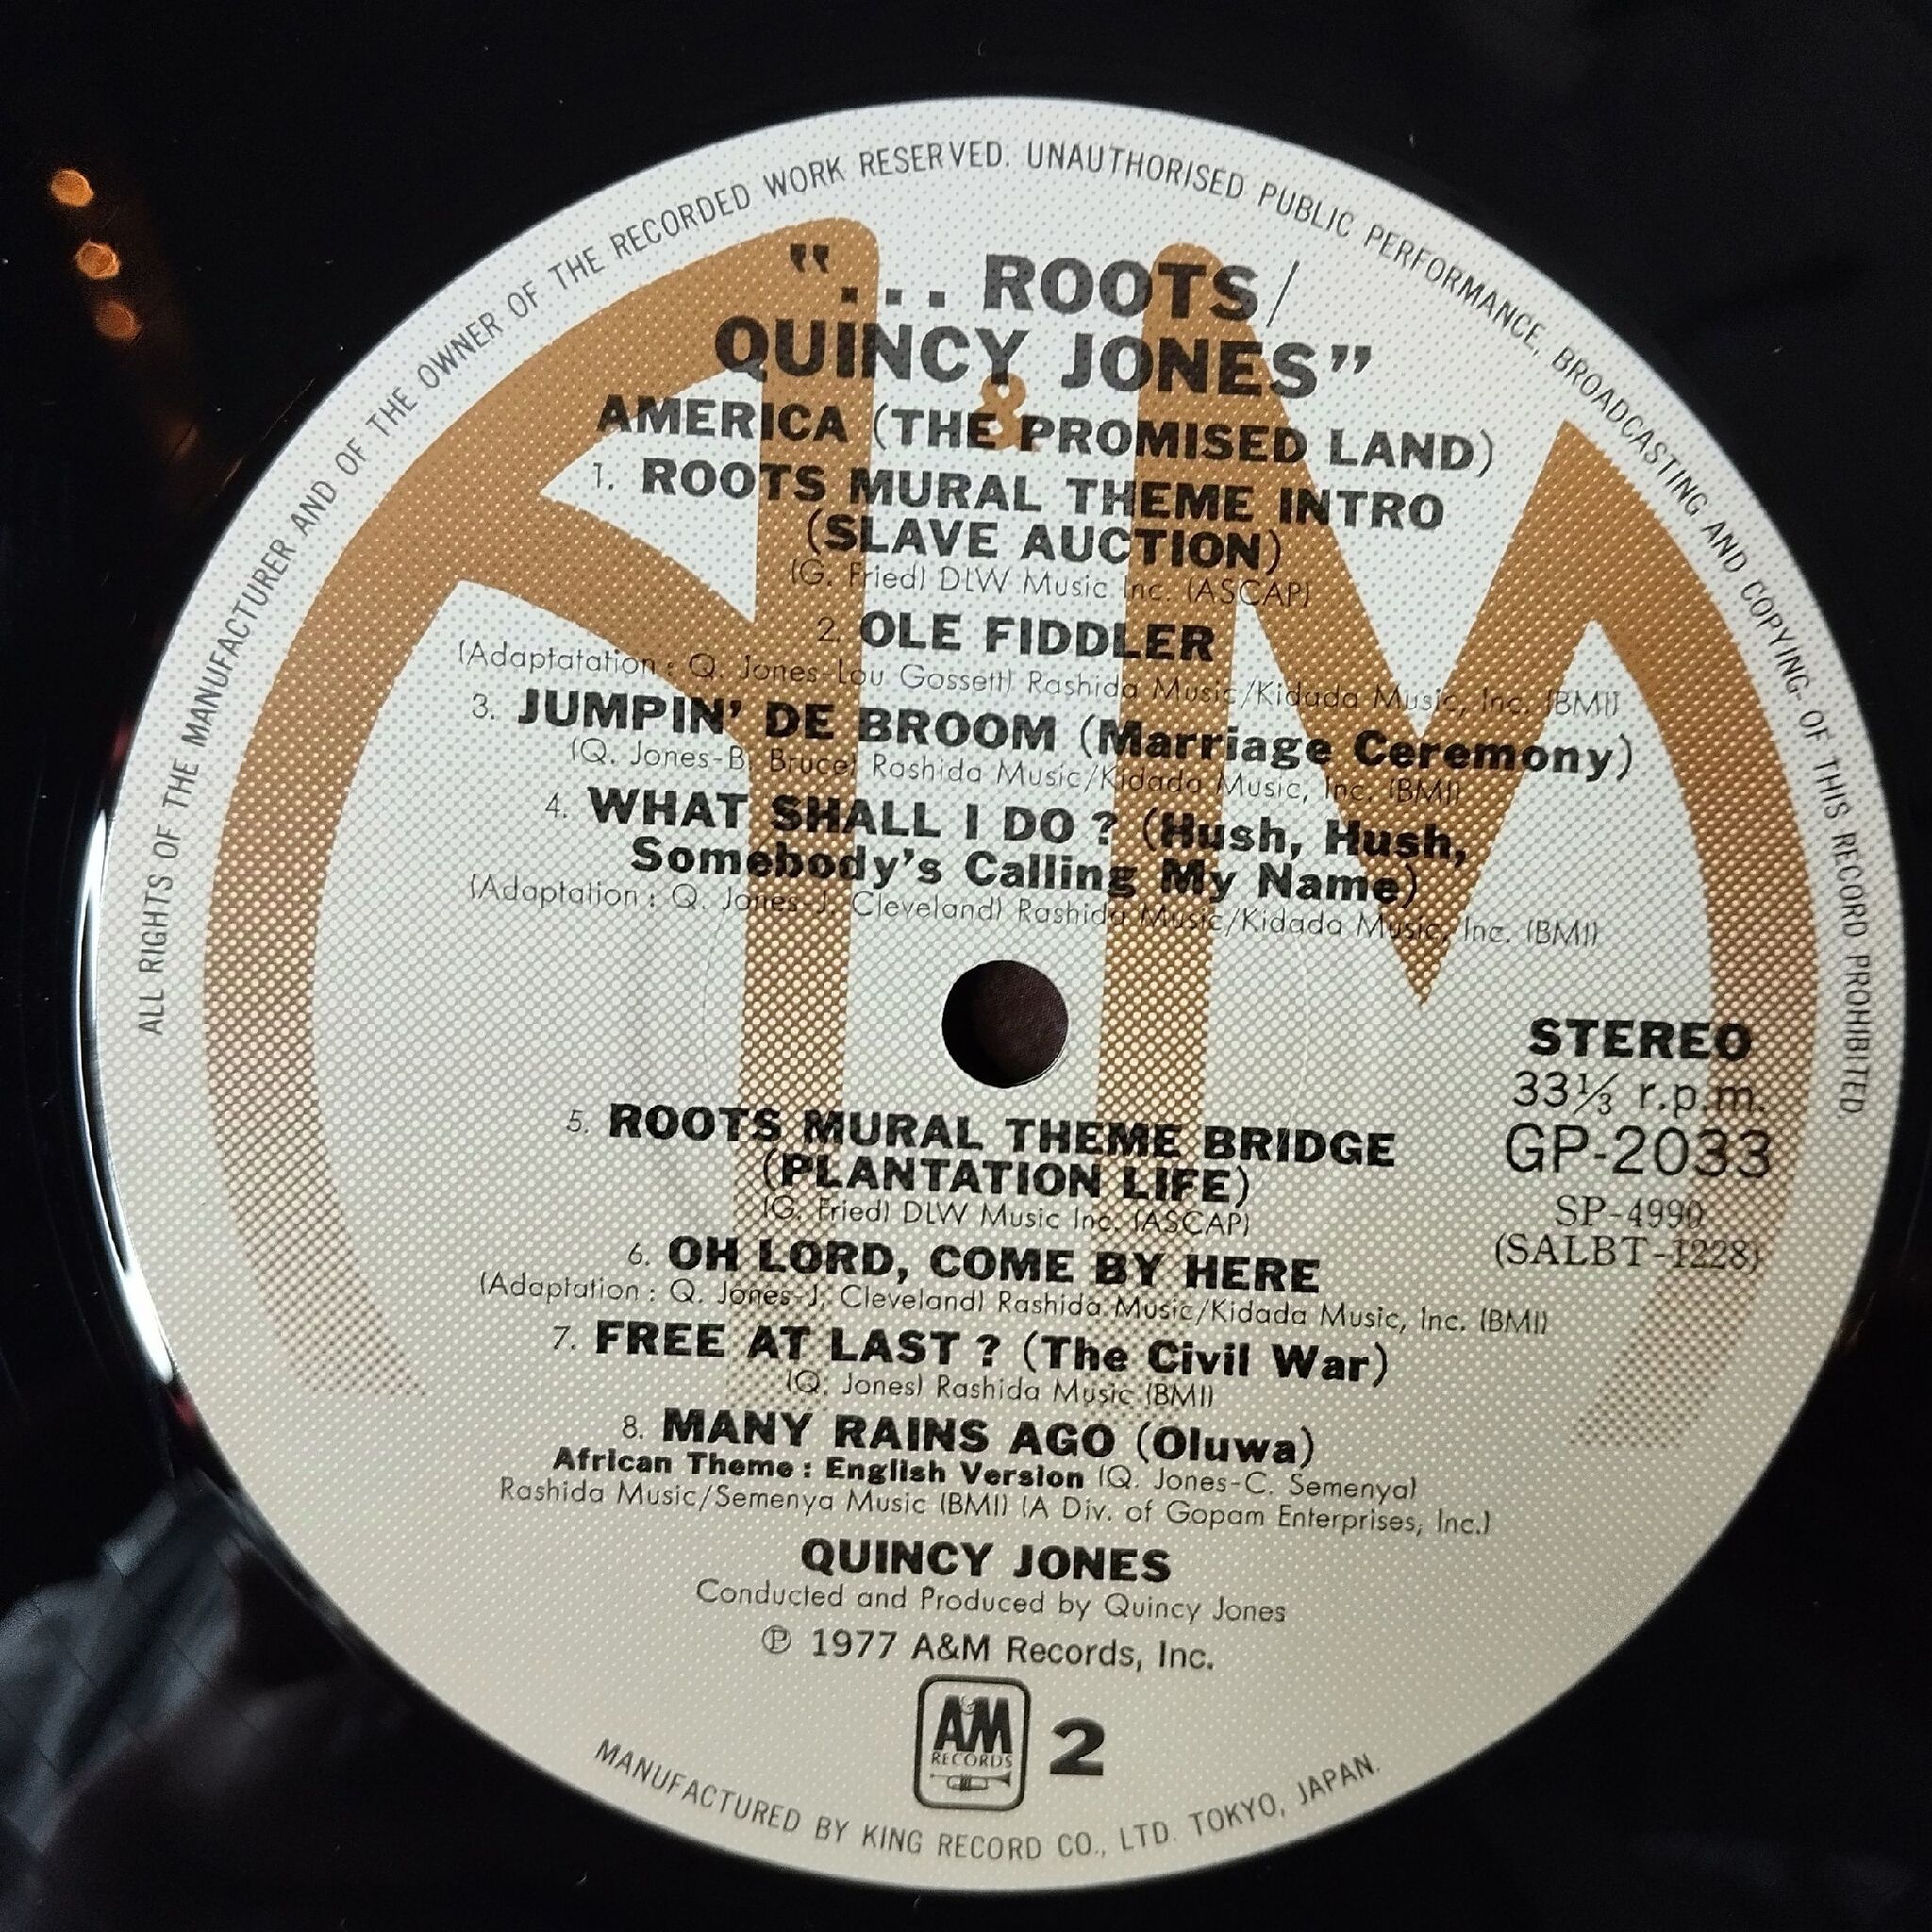 ALL RIGHTS OF THE MANUFACTURER AND OF THE OWNER OF THE RECORDED WORK RESERVED. UNAUTHORISED PUBLIC PERFORMANCE, BROADCASTING AND COPYING- OF THIS RECORD PROHIBITED
"... ROOTS/
QUINCY JONES"
&
AMERICA (THE PROMISED LAND)
1. ROOTS MURAL THEME INTRO
(SLAVE AUCTION)
(G. Fried) DLW Music Inc. (ASCAP)
2. OLE FIDDLER
(Adaptatation : Q. Jones-Lou Gossett) Rashida Music/Kidada Music, Inc. (BMI)
3. JUMPIN' DE BROOM (Marriage Ceremony)
(Q. Jones-B. Bruce) Rashida Music/Kidada Music, Inc. (BMI)
4. WHAT SHALL I DO ? (Hush, Hush,
Somebody's Calling My Name)
(Adaptation : Q. Jones-J. Cleveland) Rashida Music/Kidada Music, Inc. (BMI)
STEREO
33⅓ r.p.m.
GP-2033
SP-4990
(SALBT-1228)
5. ROOTS MURAL THEME BRIDGE
(PLANTATION LIFE)
(G. Fried) DLW Music Inc. (ASCAP)
6. OH LORD, COME BY HERE
(Adaptation : Q. Jones-J. Cleveland) Rashida Music/Kidada Music, Inc. (BMI)
7. FREE AT LAST ? (The Civil War)
(Q. Jones) Rashida Music (BMI)
8. MANY RAINS AGO (Oluwa)
African Theme : English Version (Q. Jones-C. Semenya)
Rashida Music/Semenya Music (BMI) (A Div. of Gopam Enterprises, Inc.)
QUINCY JONES
Conducted and Produced by Quincy Jones
℗ 1977 A&M Records, Inc.
A&M
RECORDS
2
MANUFACTURED BY KING RECORD CO., LTD. TOKYO, JAPAN.